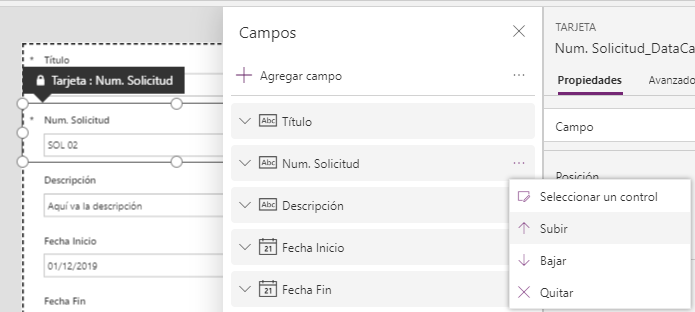 * Título
Tarjeta : Num. Solicitud
* Num. Solicitud
SOL 02
Descripción
Aquí va la descripción
Fecha Inicio
01/12/2019
Fecha Fin
Campos
Agregar campo
Abc Título
Abc Num. Solicitud
Abc Descripción
21 Fecha Inicio
21 Fecha Fin
TARJETA
Num. Solicitud_DataCa
Propiedades Avanzado
Campo
Posición
Seleccionar un control
Subir
Bajar
Quitar